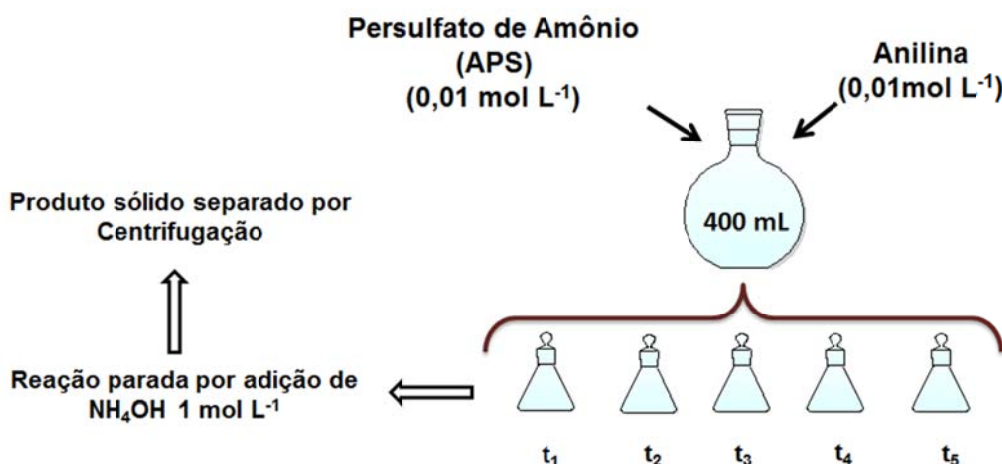 Persulfato de Amônio
(APS)
(0,01 mol L⁻¹)
Anilina
(0,01mol L⁻¹)
400 mL
Produto sólido separado por
Centrifugação
Reação parada por adição de
NH₄OH 1 mol L⁻¹
t₁ t₂ t₃ t₄ t₅